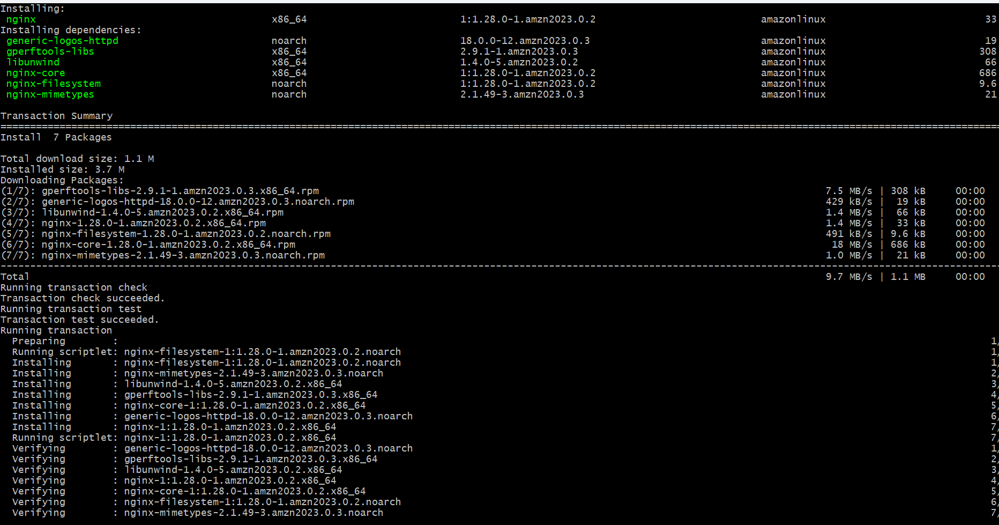 Installing:
 nginx x86_64 1:1.28.0-1.amzn2023.0.2 amazonlinux 33
Installing dependencies:
 generic-logos-httpd noarch 18.0.0-12.amzn2023.0.3 amazonlinux 19
 gperftools-libs x86_64 2.9.1-1.amzn2023.0.3 amazonlinux 308
 libunwind x86_64 1.4.0-5.amzn2023.0.2 amazonlinux 66
 nginx-core x86_64 1:1.28.0-1.amzn2023.0.2 amazonlinux 686
 nginx-filesystem noarch 1:1.28.0-1.amzn2023.0.2 amazonlinux 9.6
 nginx-mimetypes noarch 2.1.49-3.amzn2023.0.3 amazonlinux 21
Transaction Summary
================================================================================
Install  7 Packages
Total download size: 1.1 M
Installed size: 3.7 M
Downloading Packages:
(1/7): gperftools-libs-2.9.1-1.amzn2023.0.3.x86_64.rpm 7.5 MB/s | 308 kB 00:00
(2/7): generic-logos-httpd-18.0.0-12.amzn2023.0.3.noarch.rpm 429 kB/s | 19 kB 00:00
(3/7): libunwind-1.4.0-5.amzn2023.0.2.x86_64.rpm 1.4 MB/s | 66 kB 00:00
(4/7): nginx-1.28.0-1.amzn2023.0.2.x86_64.rpm 1.4 MB/s | 33 kB 00:00
(5/7): nginx-filesystem-1.28.0-1.amzn2023.0.2.noarch.rpm 491 kB/s | 9.6 kB 00:00
(6/7): nginx-core-1.28.0-1.amzn2023.0.2.x86_64.rpm 18 MB/s | 686 kB 00:00
(7/7): nginx-mimetypes-2.1.49-3.amzn2023.0.3.noarch.rpm 1.0 MB/s | 21 kB 00:00
--------------------------------------------------------------------------------
Total 9.7 MB/s | 1.1 MB 00:00
Running transaction check
Transaction check succeeded.
Running transaction test
Transaction test succeeded.
Running transaction
  Preparing        : 1/
  Running scriptlet: nginx-filesystem-1:1.28.0-1.amzn2023.0.2.noarch 1/
  Installing       : nginx-filesystem-1:1.28.0-1.amzn2023.0.2.noarch 1/
  Installing       : nginx-mimetypes-2.1.49-3.amzn2023.0.3.noarch 2/
  Installing       : libunwind-1.4.0-5.amzn2023.0.2.x86_64 3/
  Installing       : gperftools-libs-2.9.1-1.amzn2023.0.3.x86_64 4/
  Installing       : nginx-core-1:1.28.0-1.amzn2023.0.2.x86_64 5/
  Installing       : generic-logos-httpd-18.0.0-12.amzn2023.0.3.noarch 6/
  Installing       : nginx-1:1.28.0-1.amzn2023.0.2.x86_64 7/
  Running scriptlet: nginx-1:1.28.0-1.amzn2023.0.2.x86_64 7/
  Verifying        : generic-logos-httpd-18.0.0-12.amzn2023.0.3.noarch 1/
  Verifying        : gperftools-libs-2.9.1-1.amzn2023.0.3.x86_64 2/
  Verifying        : libunwind-1.4.0-5.amzn2023.0.2.x86_64 3/
  Verifying        : nginx-1:1.28.0-1.amzn2023.0.2.x86_64 4/
  Verifying        : nginx-core-1:1.28.0-1.amzn2023.0.2.x86_64 5/
  Verifying        : nginx-filesystem-1:1.28.0-1.amzn2023.0.2.noarch 6/
  Verifying        : nginx-mimetypes-2.1.49-3.amzn2023.0.3.noarch 7/